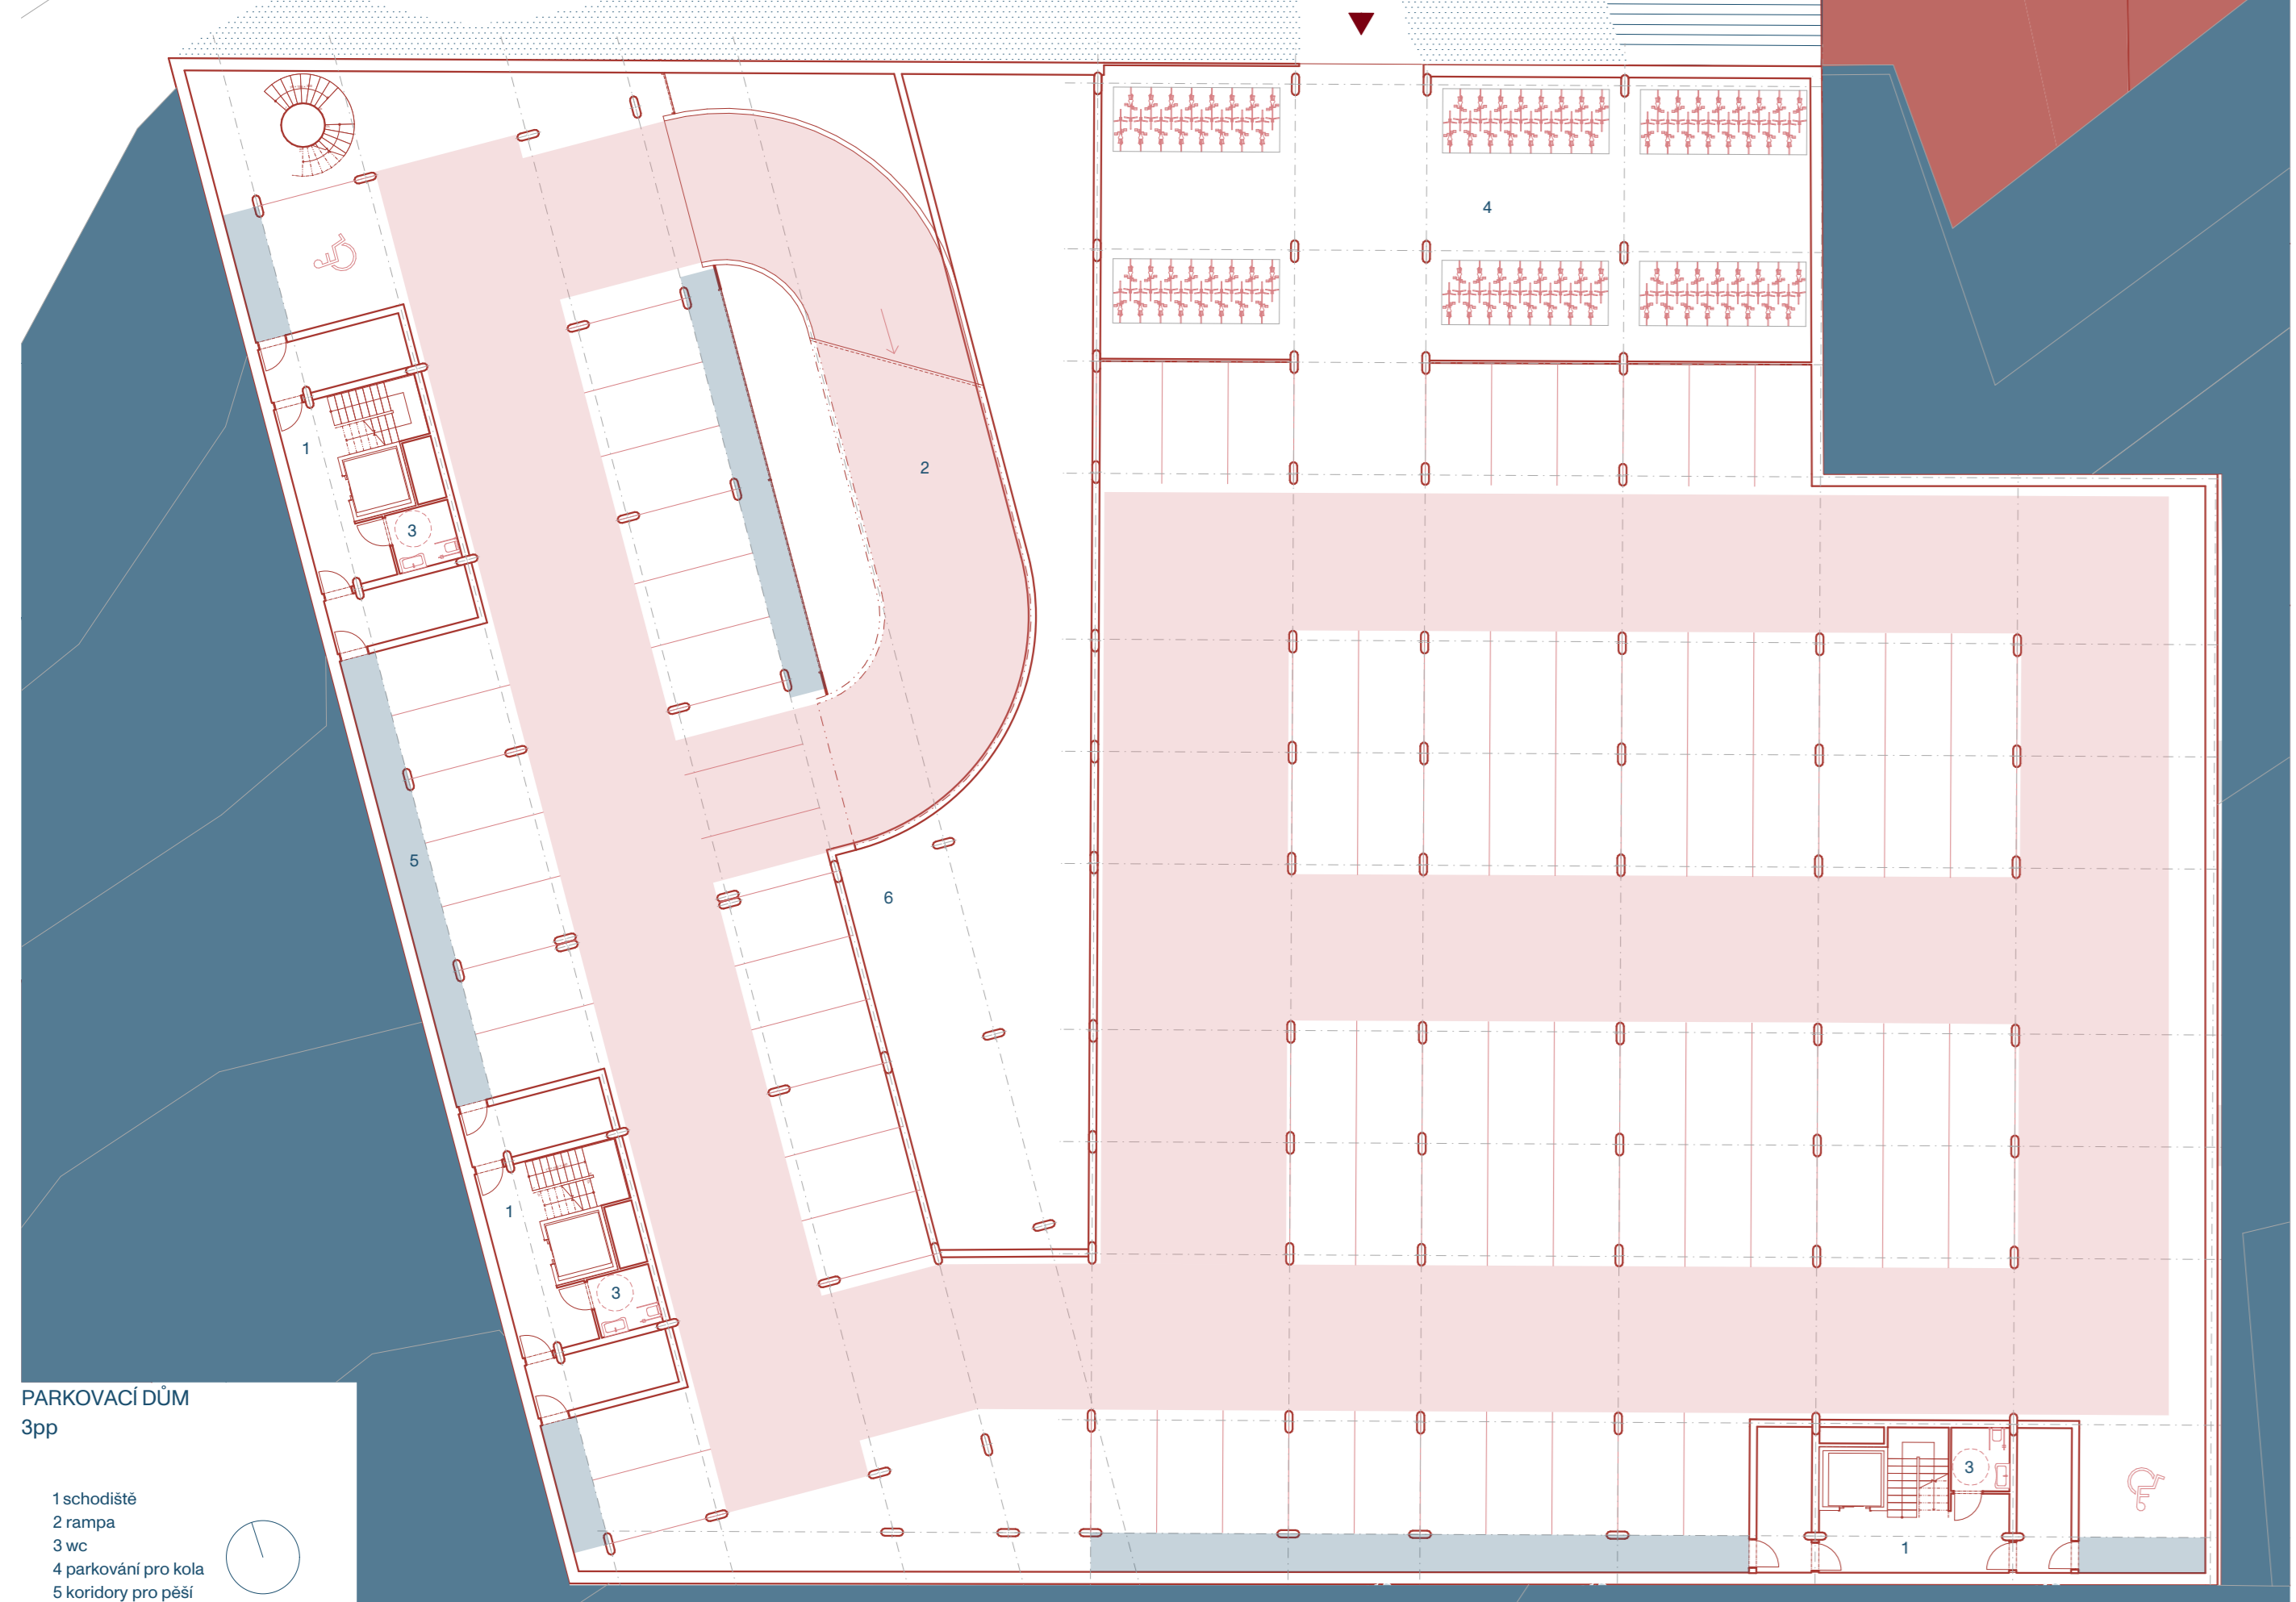 4
1
2
3
5
6
1
3
3
1
PARKOVACÍ DŮM
3pp
1 schodiště
2 rampa
3 wc
4 parkování pro kola
5 koridory pro pěší